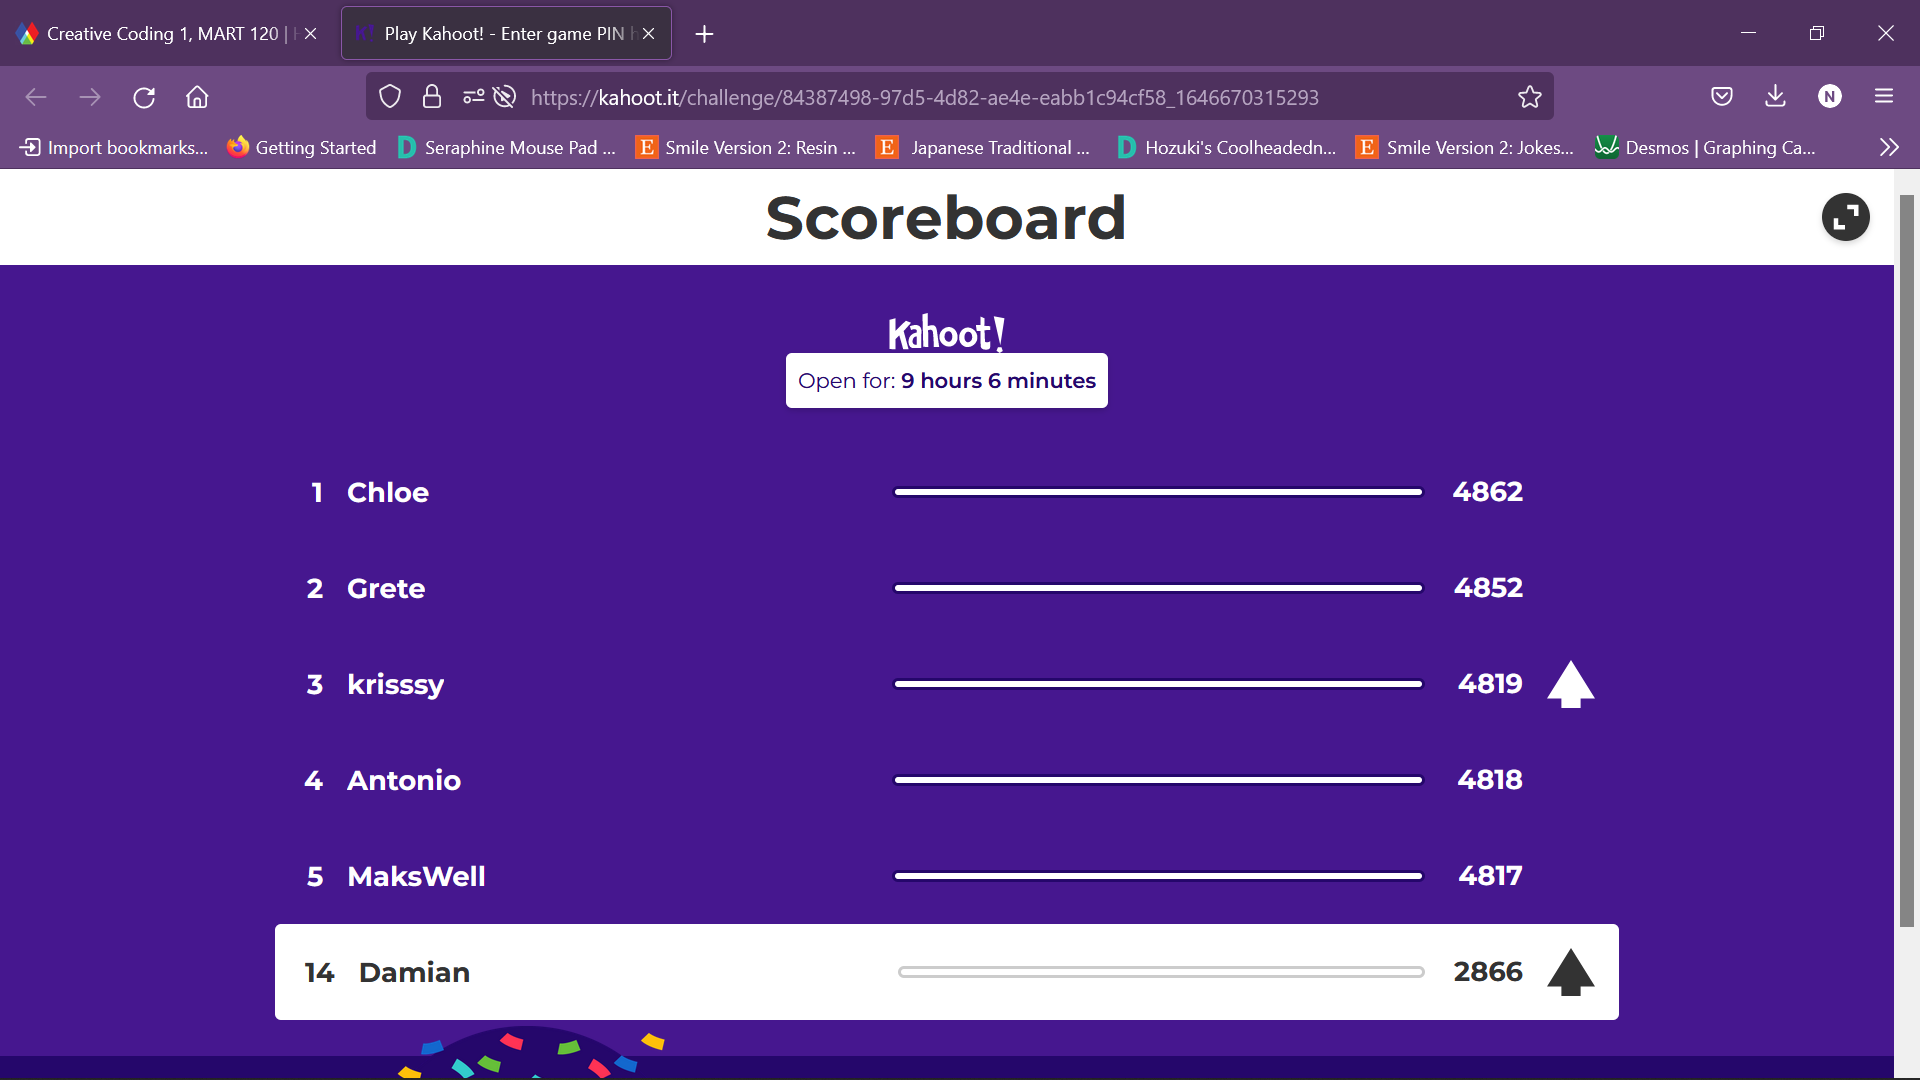 Creative Coding 1, MART 120 |
Play Kahoot! - Enter game PIN
https://kahoot.it/challenge/84387498-97d5-4d82-ae4e-eabb1c94cf58_1646670315293
N
Import bookmarks...
Getting Started
D Seraphine Mouse Pad ...
E Smile Version 2: Resin ...
E Japanese Traditional ...
D Hozuki's Coolheadedn...
E Smile Version 2: Jokes...
Desmos | Graphing Ca...
Scoreboard
Kahoot!
Open for: 9 hours 6 minutes
1 Chloe 4862
2 Grete 4852
3 krisssy 4819
4 Antonio 4818
5 MaksWell 4817
14 Damian 2866